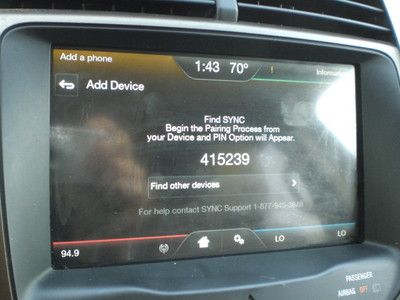 Add a phone
1:43 70°
Information
Add Device
Find SYNC
Begin the Pairing Process from
your Device and PIN Option will Appear.
415239
Find other devices
For help contact SYNC Support 1-877-945-3648
94.9
LO
LO
PASSENGER
AIRBAG OFF